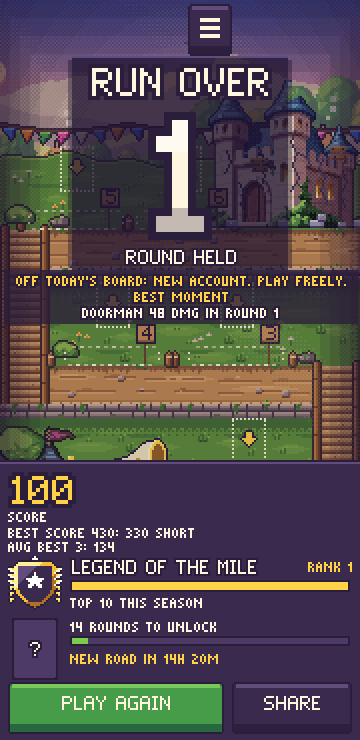 RUN OVER
1
ROUND HELD
OFF TODAY'S BOARD: NEW ACCOUNT. PLAY FREELY.
BEST MOMENT
DOORMAN 48 DMG IN ROUND 1
5
6
4
3
100
SCORE
BEST SCORE 430: 330 SHORT
AVG BEST 3: 134
LEGEND OF THE MILE
RANK 1
TOP 10 THIS SEASON
?
14 ROUNDS TO UNLOCK
NEW ROAD IN 14H 20M
PLAY AGAIN
SHARE